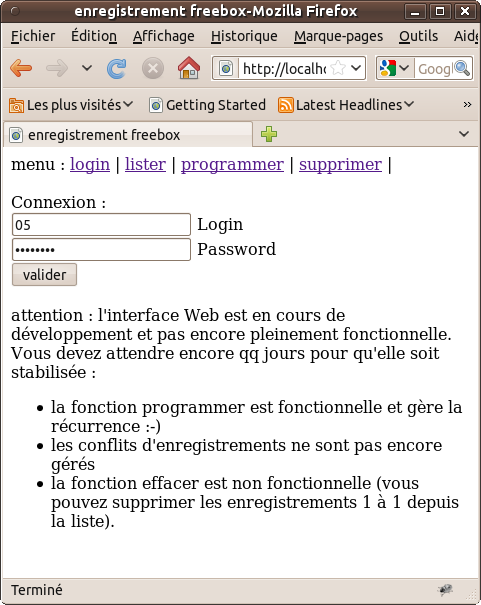 enregistrement freebox-Mozilla Firefox
Fichier Édition Affichage Historique Marque-pages Outils Aide
http://localho Googl
Les plus visités Getting Started Latest Headlines »
enregistrement freebox
menu : login | lister | programmer | supprimer |
Connexion :
05 Login
•••••••• Password
valider
attention : l'interface Web est en cours de
développement et pas encore pleinement fonctionnelle.
Vous devez attendre encore qq jours pour qu'elle soit
stabilisée :
• la fonction programmer est fonctionnelle et gère la
récurrence :-)
• les conflits d'enregistrements ne sont pas encore
gérés
• la fonction effacer est non fonctionnelle (vous
pouvez supprimer les enregistrements 1 à 1 depuis
la liste).
Terminé